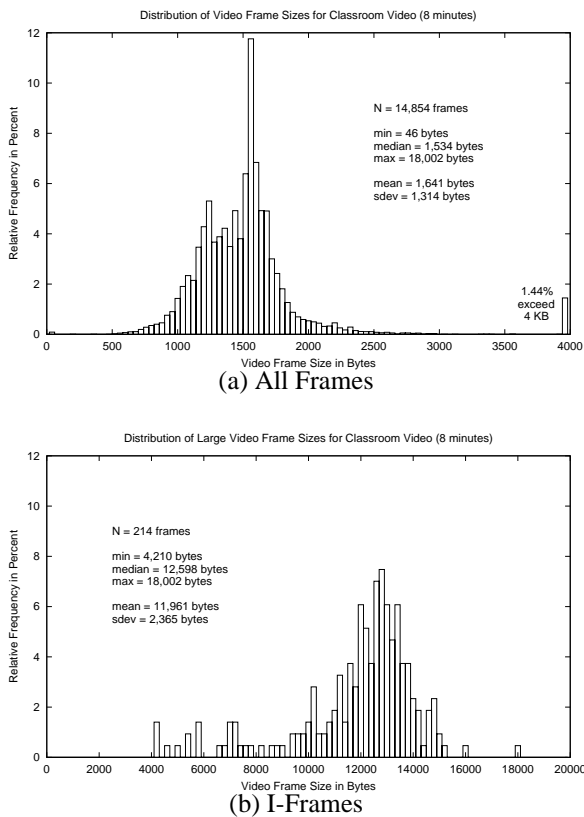 Distribution of Video Frame Sizes for Classroom Video (8 minutes)
12
10
8
6
4
2
0
Relative Frequency in Percent
N = 14,854 frames
min = 46 bytes
median = 1,534 bytes
max = 18,002 bytes
mean = 1,641 bytes
sdev = 1,314 bytes
1.44%
exceed
4 KB
0 500 1000 1500 2000 2500 3000 3500 4000
Video Frame Size in Bytes
(a) All Frames
Distribution of Large Video Frame Sizes for Classroom Video (8 minutes)
12
10
8
6
4
2
0
Relative Frequency in Percent
N = 214 frames
min = 4,210 bytes
median = 12,598 bytes
max = 18,002 bytes
mean = 11,961 bytes
sdev = 2,365 bytes
0 2000 4000 6000 8000 10000 12000 14000 16000 18000 20000
Video Frame Size in Bytes
(b) I-Frames